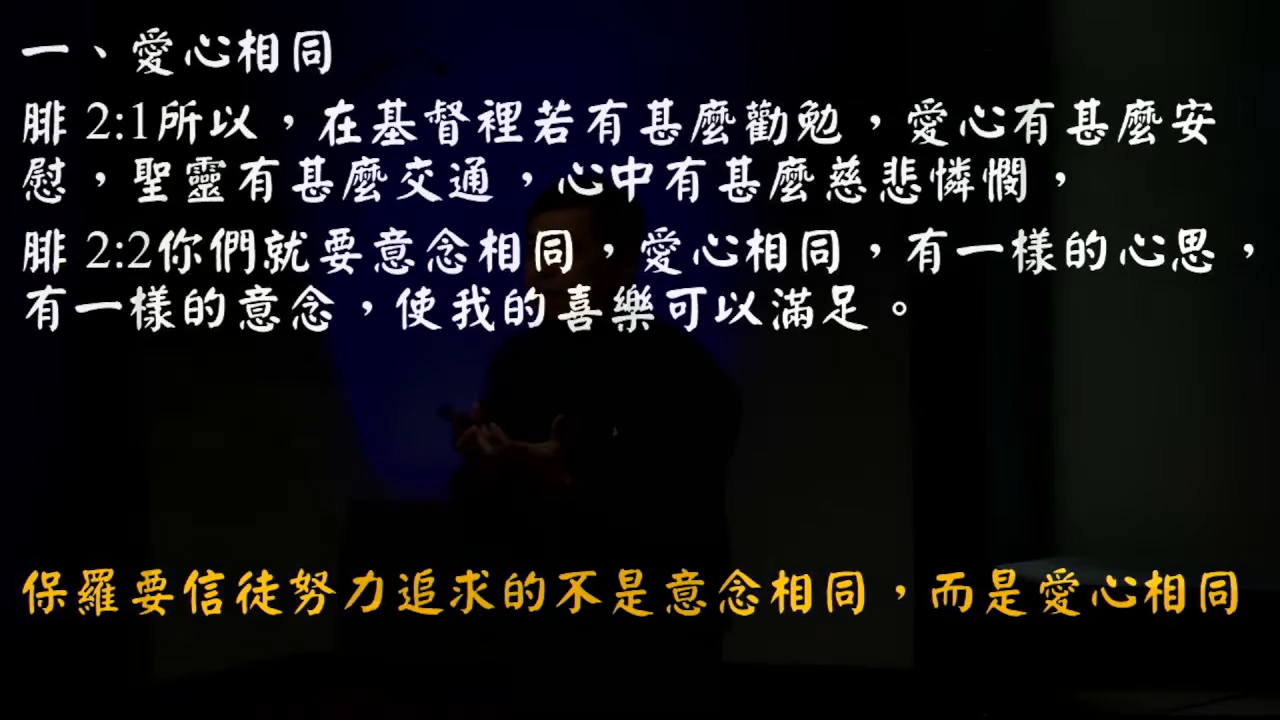 一、愛心相同
腓 2:1所以，在基督裡若有甚麼勸勉，愛心有甚麼安
慰，聖靈有甚麼交通，心中有甚麼慈悲憐憫，
腓 2:2你們就要意念相同，愛心相同，有一樣的心思，
有一樣的意念，使我的喜樂可以滿足。
保羅要信徒努力追求的不是意念相同，而是愛心相同